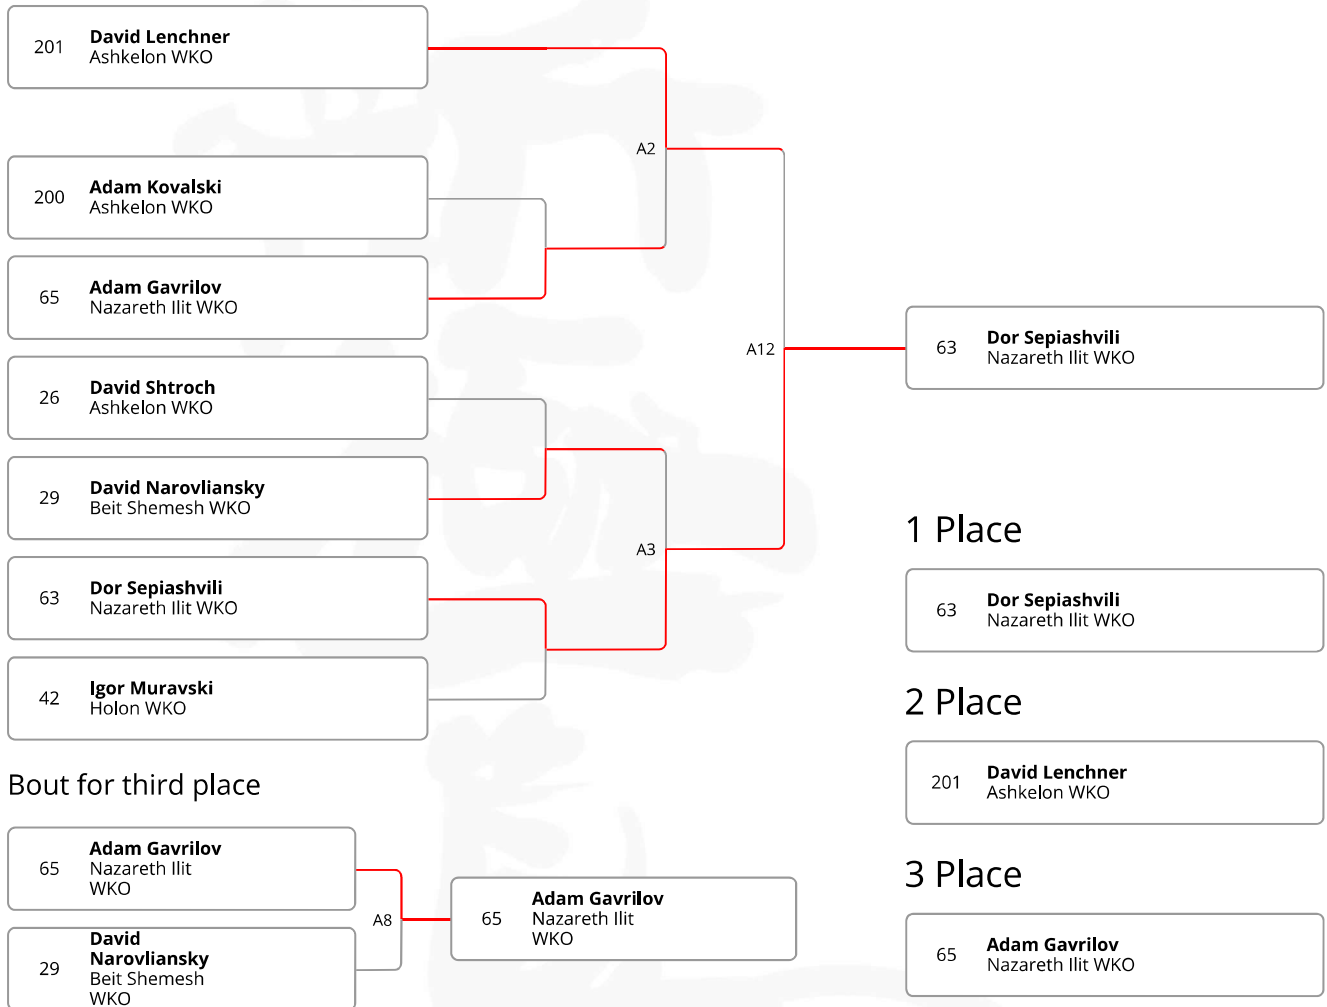 201
David Lenchner
Ashkelon WKO
A2
200
Adam Kovalski
Ashkelon WKO
65
Adam Gavrilov
Nazareth Ilit WKO
26
David Shtroch
Ashkelon WKO
A12
63
Dor Sepiashvili
Nazareth Ilit WKO
29
David Narovliansky
Beit Shemesh WKO
A3
63
Dor Sepiashvili
Nazareth Ilit WKO
42
Igor Muravski
Holon WKO
1 Place
63
Dor Sepiashvili
Nazareth Ilit WKO
2 Place
201
David Lenchner
Ashkelon WKO
3 Place
65
Adam Gavrilov
Nazareth Ilit WKO
Bout for third place
65
Adam Gavrilov
Nazareth Ilit
WKO
A8
29
David
Narovliansky
Beit Shemesh
WKO
65
Adam Gavrilov
Nazareth Ilit
WKO